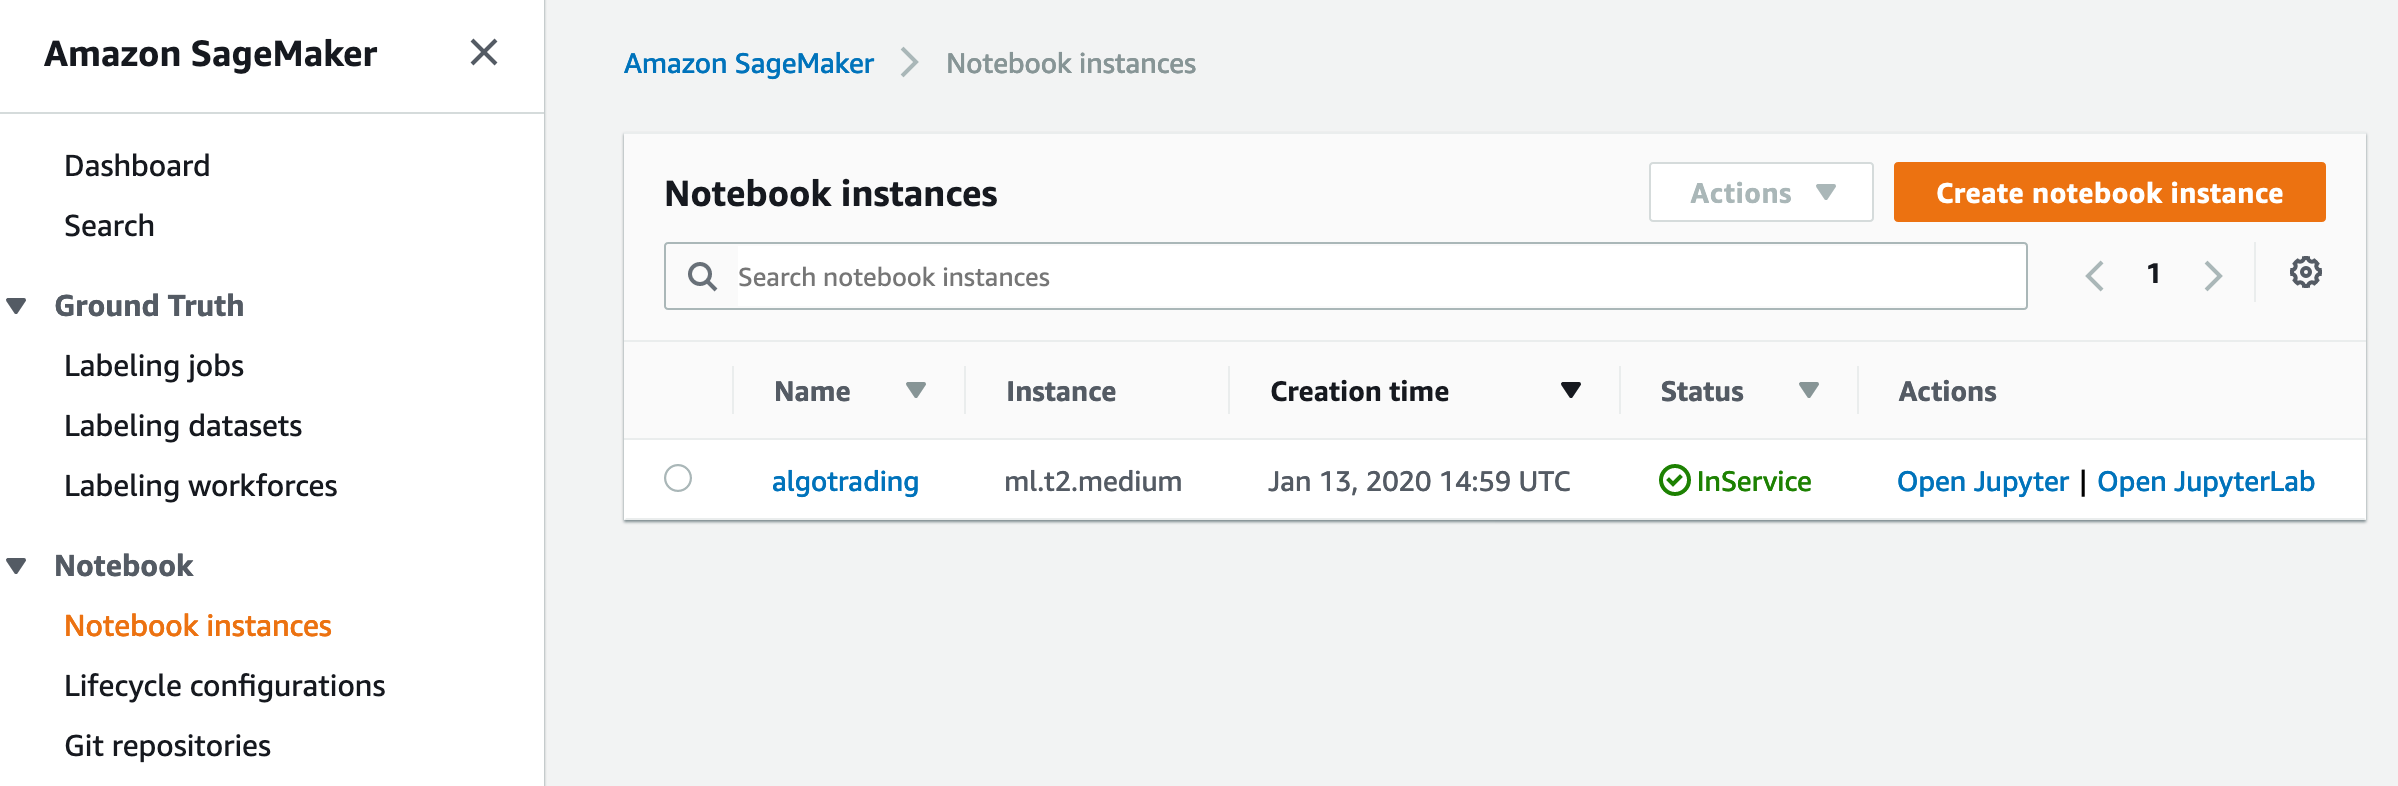 Amazon SageMaker
Dashboard
Search
Ground Truth
Labeling jobs
Labeling datasets
Labeling workforces
Notebook
Notebook instances
Lifecycle configurations
Git repositories
Amazon SageMaker Notebook instances
Notebook instances Actions Create notebook instance
Search notebook instances 1
Name Instance Creation time Status Actions
algotrading ml.t2.medium Jan 13, 2020 14:59 UTC InService Open Jupyter | Open JupyterLab